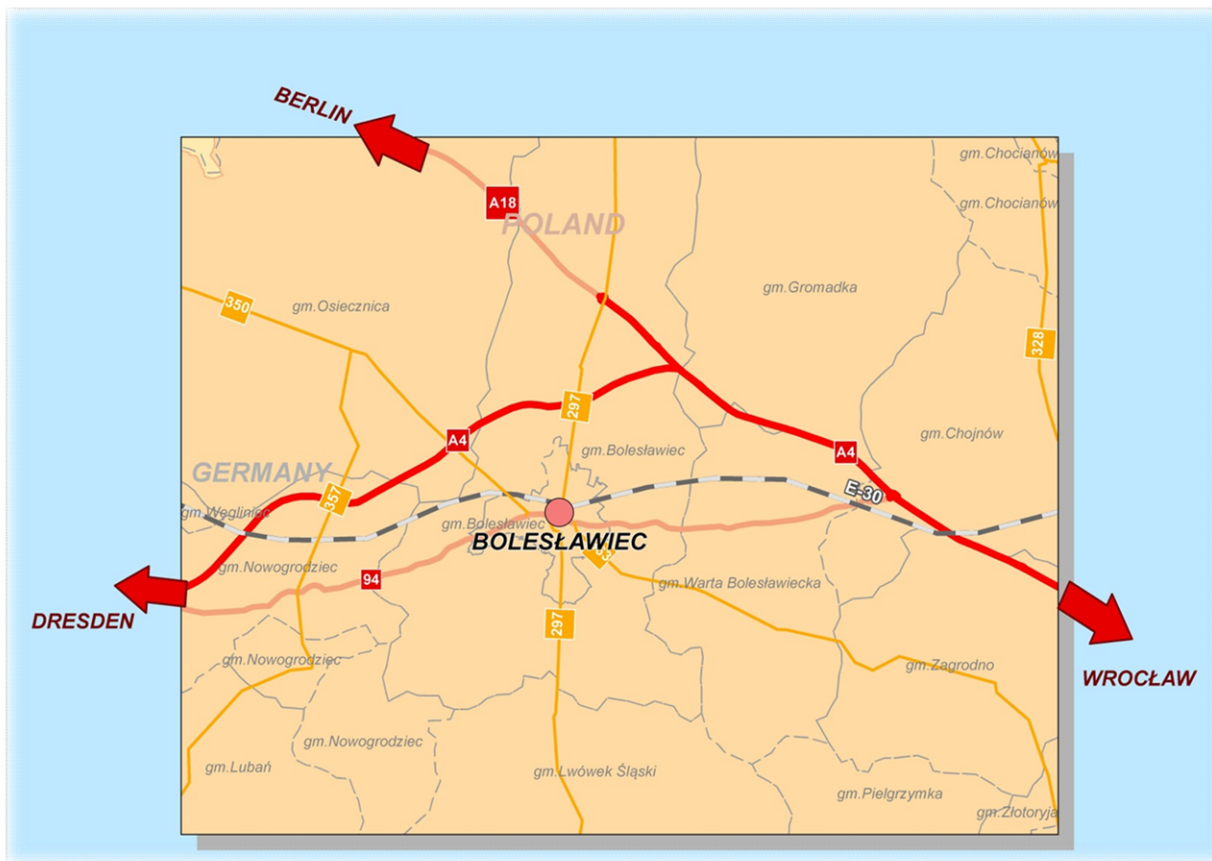 BERLIN
gm.Chocianów
A18
gm.Chocianów
POLAND
gm.Gromadka
350
gm.Osiecznica
328
297
gm.Chojnów
A4
gm.Bolesławiec
A4
GERMANY
E-30
357
gm.Węgliniec
gm.Bolesławiec
BOLESŁAWIEC
gm.Nowogrodziec
94
gm.Warta Bolesławiecka
DRESDEN
297
gm.Nowogrodziec
gm.Zagrodno
WROCŁAW
gm.Nowogrodziec
gm.Lubań
gm.Lwówek Śląski
gm.Pielgrzymka
gm.Złotoryja